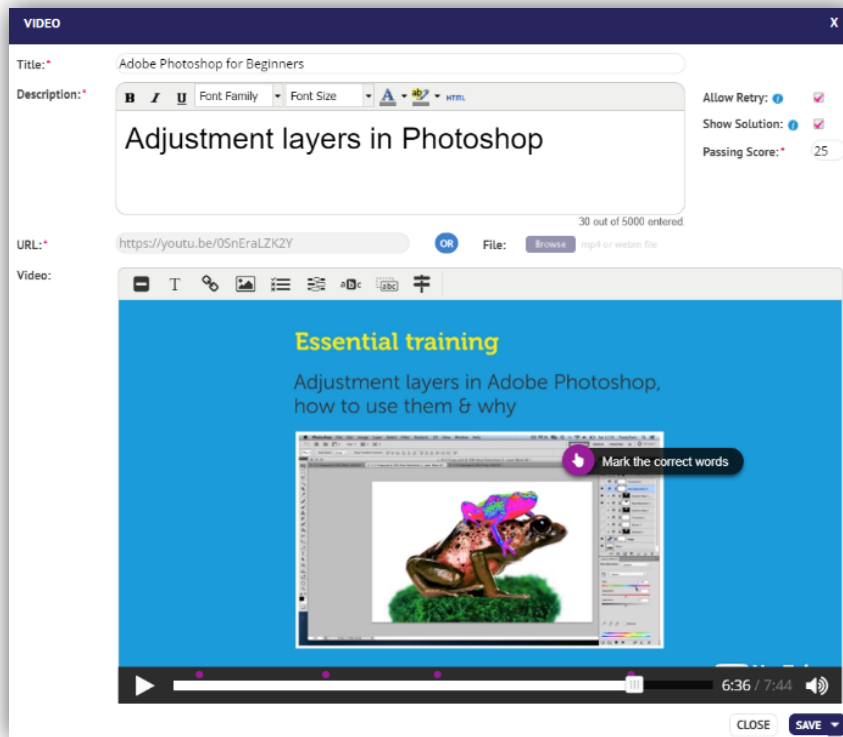 VIDEO X
Title:* Adobe Photoshop for Beginners
Description:* B I U Font Family Font Size A ab HTML
Allow Retry:
Show Solution:
Passing Score:* 25
Adjustment layers in Photoshop
30 out of 5000 entered.
URL:* https://youtu.be/0SnEraLZK2Y OR File: Browse mp4 or webm file
Video:
T abc abc
Essential training
Adjustment layers in Adobe Photoshop,
how to use them & why
Mark the correct words
6:36 / 7:44
CLOSE SAVE